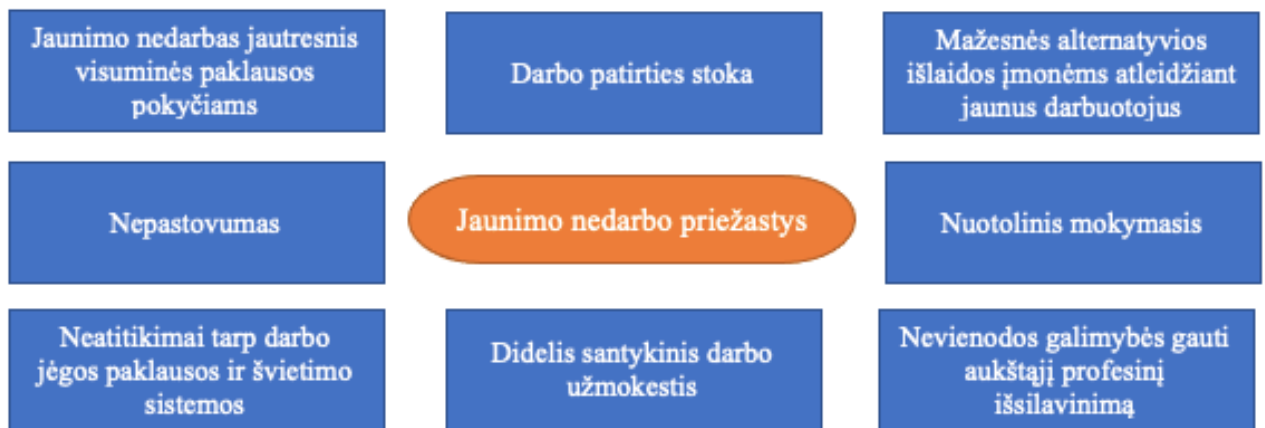 Jaunimo nedarbas jautresnis
visuminės paklausos
pokyčiams
Darbo patirties stoka
Mažesnės alternatyvios
išlaidos įmonėms atleidžiant
jaunus darbuotojus
Nepastovumas
Jaunimo nedarbo priežastys
Nuotolinis mokymasis
Neatitikimai tarp darbo
jėgos paklausos ir švietimo
sistemos
Didelis santykinis darbo
užmokestis
Nevienodos galimybės gauti
aukštąjį profesinį
išsilavinimą